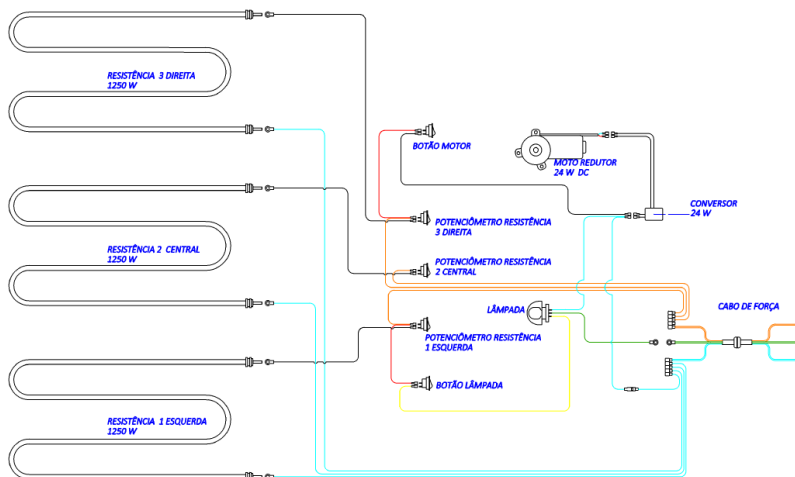 RESISTÊNCIA 3 DIREITA
1250 W
BOTÃO MOTOR
MOTO REDUTOR
24 W DC
CONVERSOR
24 W
POTENCIÔMETRO RESISTÊNCIA
3 DIREITA
RESISTÊNCIA 2 CENTRAL
1250 W
POTENCIÔMETRO RESISTÊNCIA
2 CENTRAL
LÂMPADA
CABO DE FORÇA
POTENCIÔMETRO RESISTÊNCIA
1 ESQUERDA
BOTÃO LÂMPADA
RESISTÊNCIA 1 ESQUERDA
1250 W